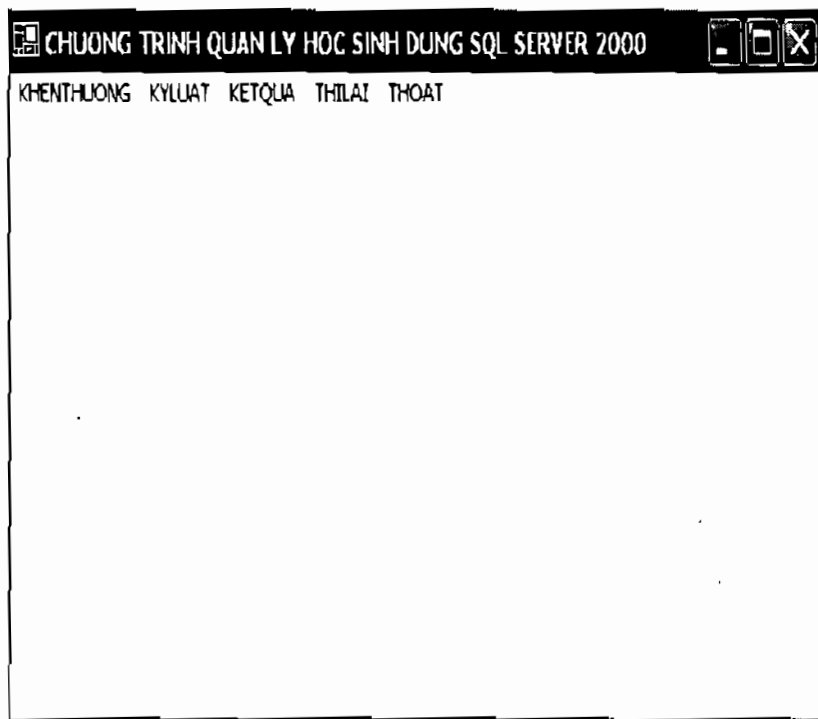 CHUONG TRINH QUAN LY HOC SINH DUNG SQL SERVER 2000
KHENTHUONG KYLUAT KETQUA THILAI THOAT